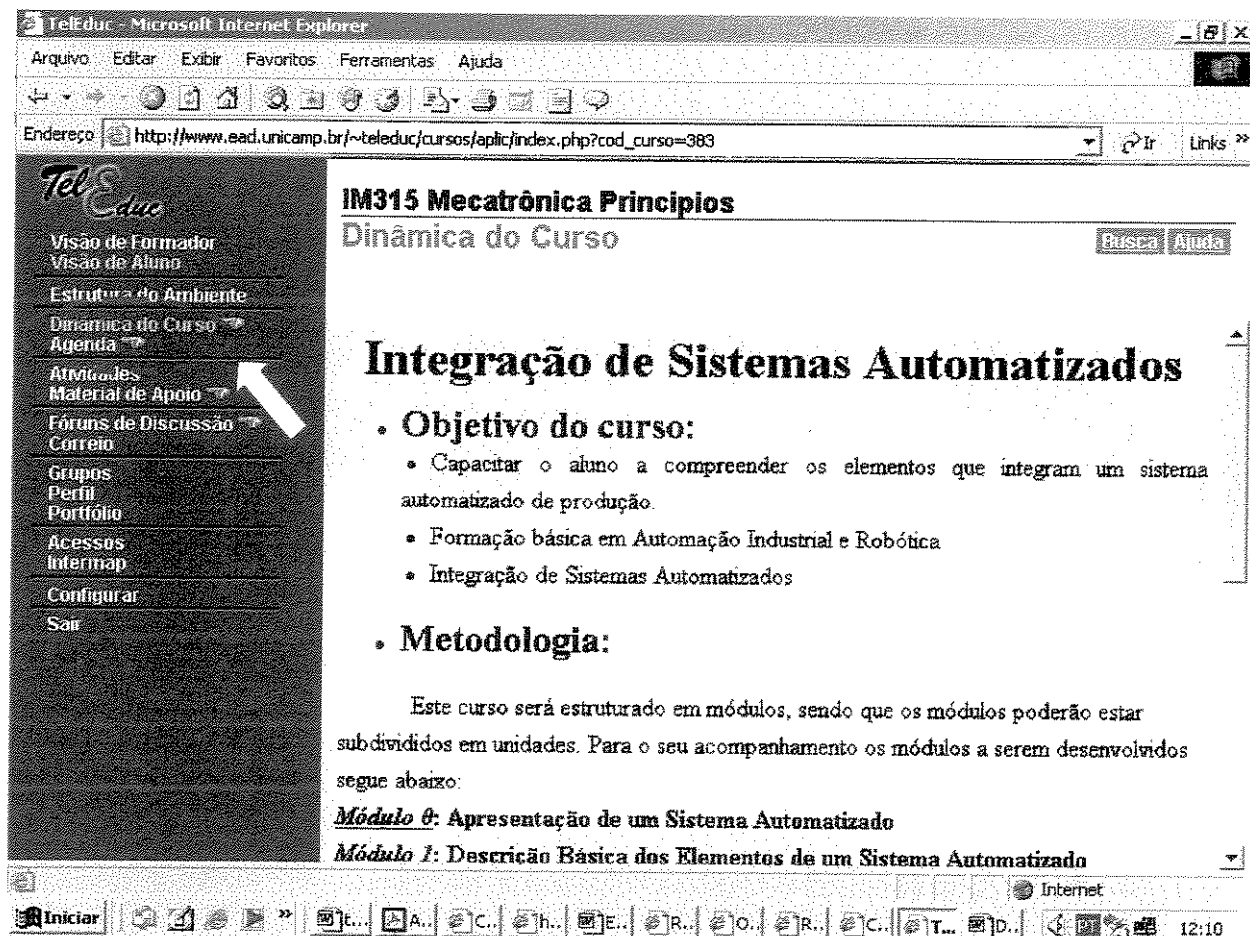 TelEduc - Microsoft Internet Explorer
Arquivo Editar Exibir Favoritos Ferramentas Ajuda
Endereço http://www.ead.unicamp.br/~teleduc/cursos/aplic/index.php?cod_curso=383 Ir Links »
TelEduc
Visão de Formador
Visão de Aluno
Estrutura do Ambiente
Dinâmica do Curso
Agenda
Atividades
Material de Apoio
Fóruns de Discussão
Correio
Grupos
Perfil
Portfólio
Acessos
Intermap
Configurar
Sair
IM315 Mecatrônica Principios
Dinâmica do Curso
Busca Ajuda
Integração de Sistemas Automatizados
• Objetivo do curso:
• Capacitar o aluno a compreender os elementos que integram um sistema
automatizado de produção.
• Formação básica em Automação Industrial e Robótica
• Integração de Sistemas Automatizados
• Metodologia:
Este curso será estruturado em módulos, sendo que os módulos poderão estar
subdivididos em unidades. Para o seu acompanhamento os módulos a serem desenvolvidos
segue abaixo:
Módulo 0: Apresentação de um Sistema Automatizado
Módulo 1: Descrição Básica dos Elementos de um Sistema Automatizado
Internet
Iniciar » t... A... C... h... E... R... O... R... C... T... D... 12:10